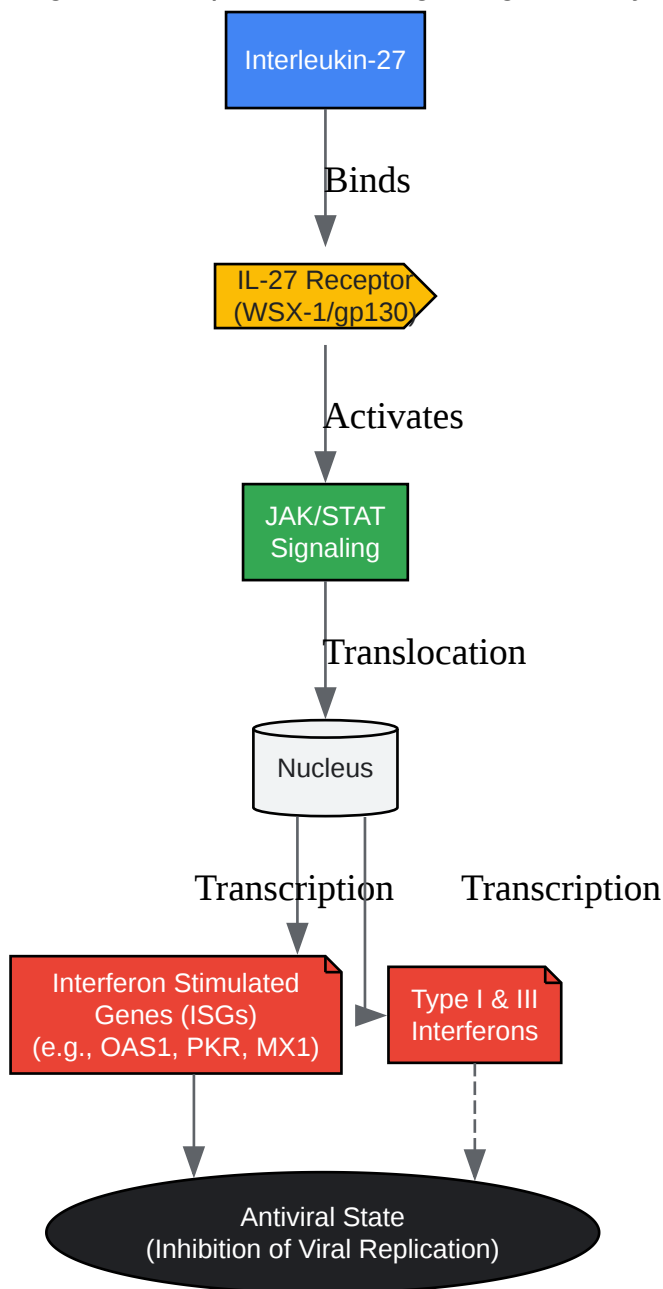 Interleukin-27
Binds
IL-27 Receptor
(WSX-1/gp130)
Activates
JAK/STAT
Signaling
Translocation
Nucleus
Transcription
Transcription
Interferon Stimulated
Genes (ISGs)
(e.g., OAS1, PKR, MX1)
Type I & III
Interferons
Antiviral State
(Inhibition of Viral Replication)